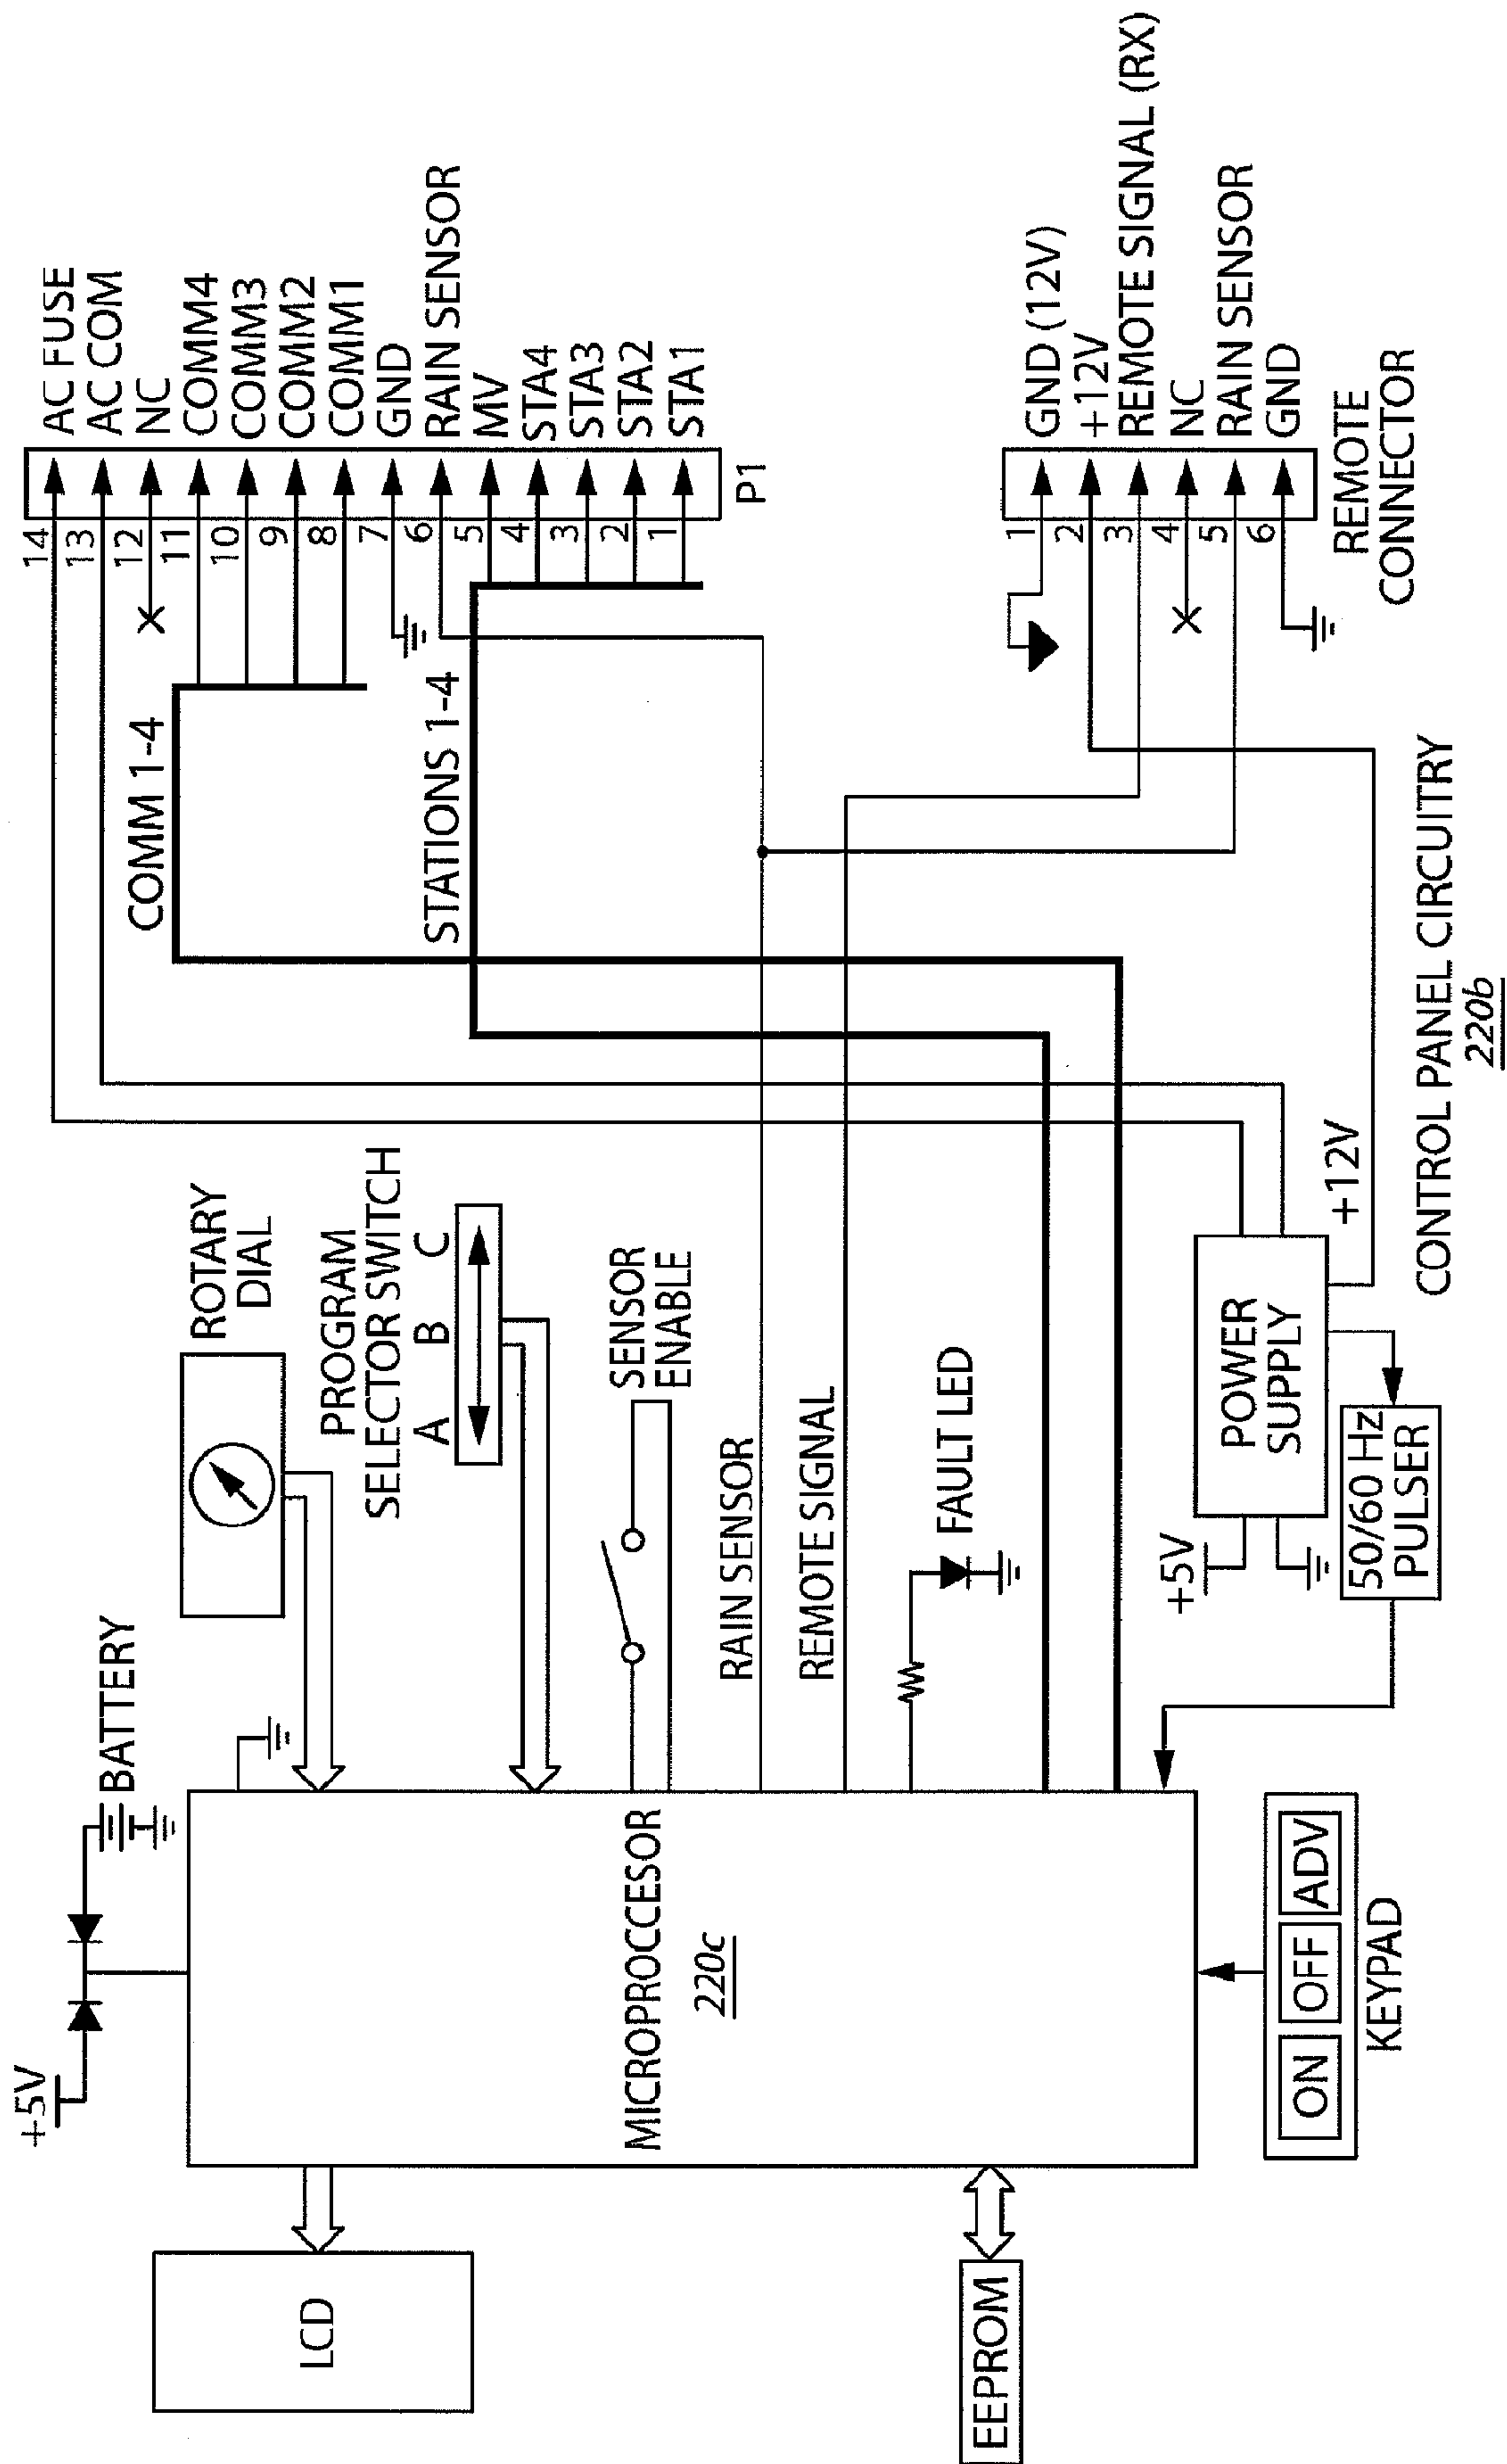 +5V
BATTERY
ROTARY
DIAL
PROGRAM
SELECTOR SWITCH
A B C
SENSOR
ENABLE
RAIN SENSOR
REMOTE SIGNAL
FAULT LED
LCD
MICROPROCCESOR
220c
EEPROM
ON OFF ADV
KEYPAD
+5V
POWER
SUPPLY
+12V
50/60 Hz
PULSER
COMM 1-4
STATIONS 1-4
14 AC FUSE
13 AC COM
12 NC
11 COMM4
10 COMM3
9 COMM2
8 COMM1
7 GND
6 RAIN SENSOR
5 MV
4 STA4
3 STA3
2 STA2
1 STA1
P1
1 GND (12V)
2 +12V
3 REMOTE SIGNAL (RX)
4 NC
5 RAIN SENSOR
6 GND
REMOTE
CONNECTOR
CONTROL PANEL CIRCUITRY
220b